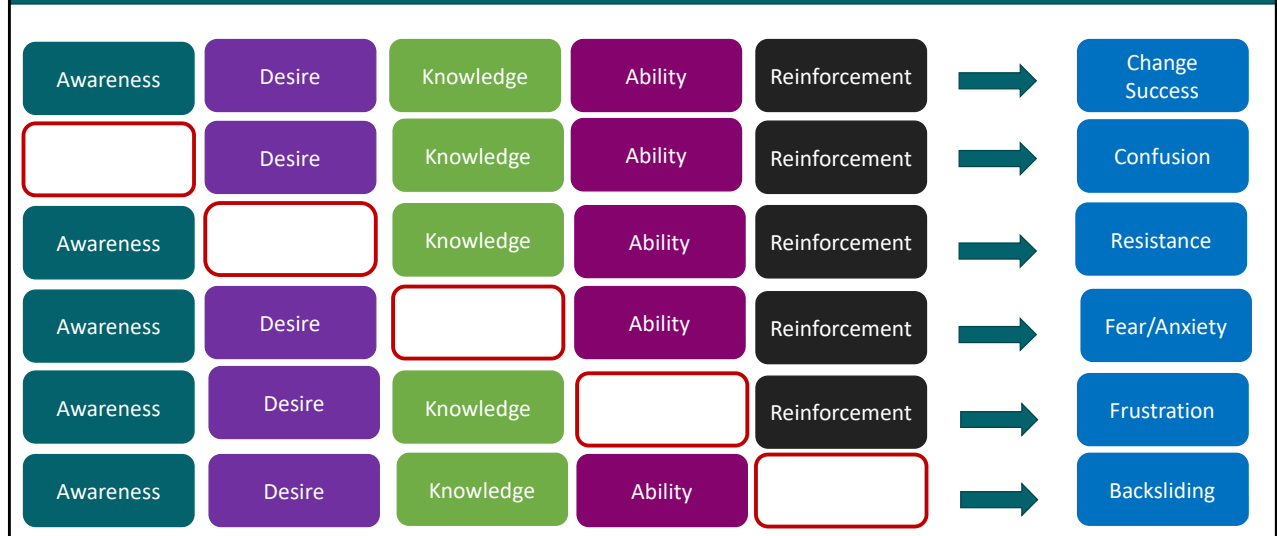 Awareness Desire Knowledge Ability Reinforcement Change
Success
Desire Knowledge Ability Reinforcement Confusion
Awareness Knowledge Ability Reinforcement Resistance
Awareness Desire Ability Reinforcement Fear/Anxiety
Awareness Desire Knowledge Reinforcement Frustration
Awareness Desire Knowledge Ability Backsliding